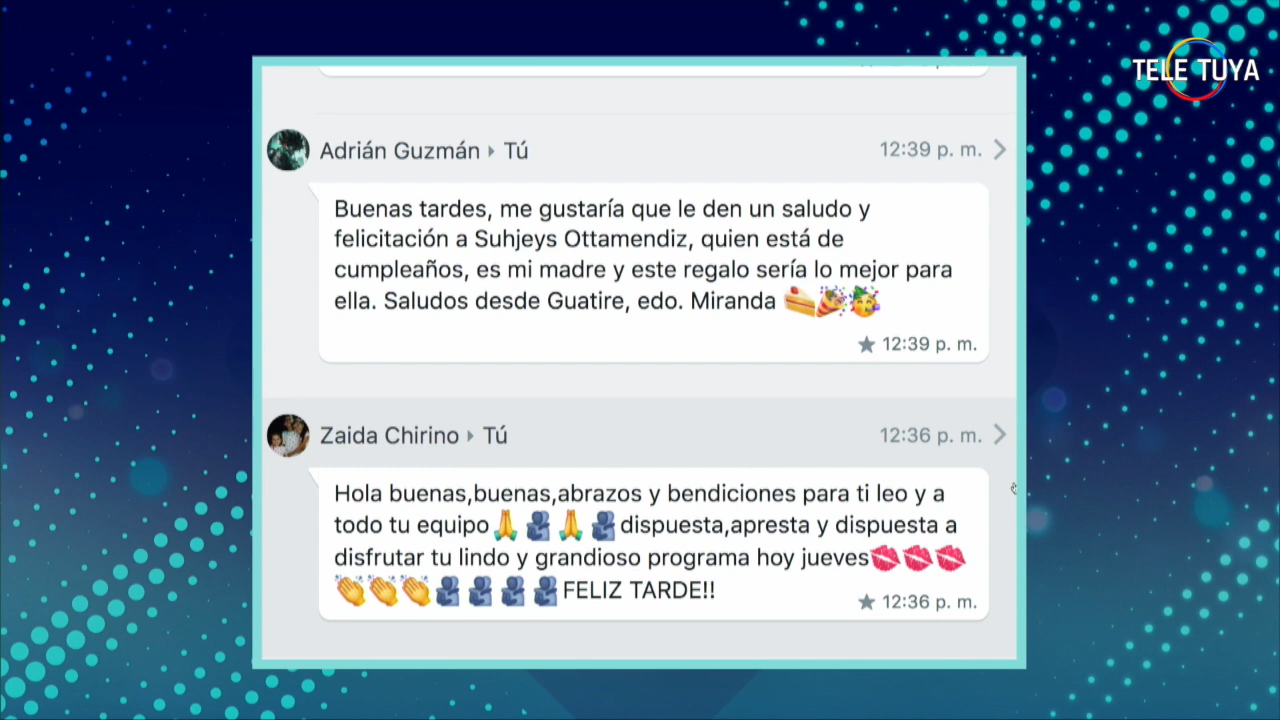 TELE TUYA
Adrián Guzmán ▸ Tú
12:39 p. m.
Buenas tardes, me gustaría que le den un saludo y
felicitación a Suhjeys Ottamendiz, quien está de
cumpleaños, es mi madre y este regalo sería lo mejor para
ella. Saludos desde Guatire, edo. Miranda 🍰🎉🥳
★ 12:39 p. m.
Zaida Chirino ▸ Tú
12:36 p. m.
Hola buenas,buenas,abrazos y bendiciones para ti leo y a
todo tu equipo🙏🫂🙏🫂dispuesta,apresta y dispuesta a
disfrutar tu lindo y grandioso programa hoy jueves💋💋💋
👏👏👏🫂🫂🫂🫂FELIZ TARDE!!
★ 12:36 p. m.